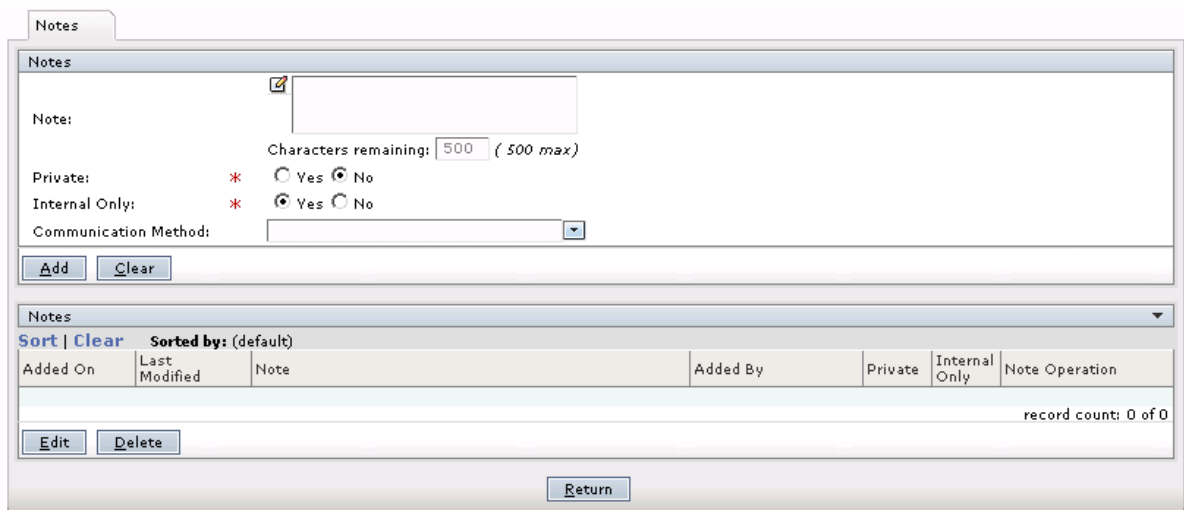 Notes
Notes
Note:
Characters remaining: 500 ( 500 max)
Private: * Yes No
Internal Only: * Yes No
Communication Method:
Add Clear
Notes
Sort | Clear Sorted by: (default)
Added On Last Modified Note Added By Private Internal Only Note Operation
record count: 0 of 0
Edit Delete
Return